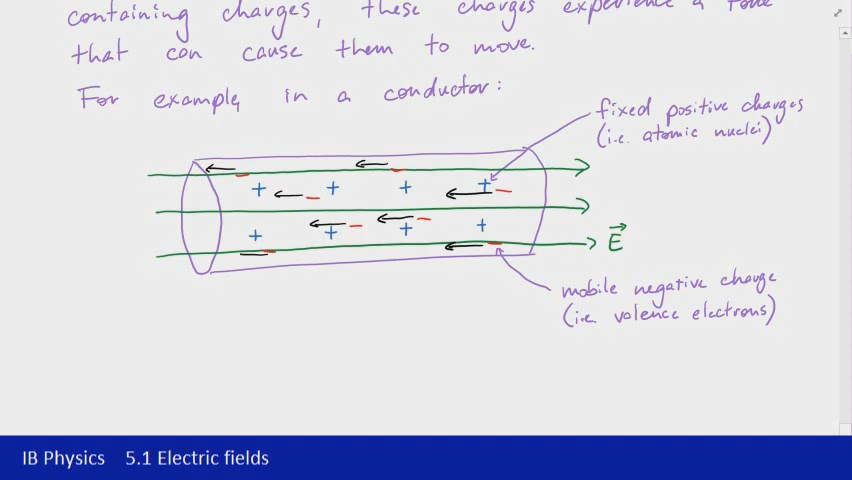 containing charges, these charges experience a force
that can cause them to move.
For example, in a conductor:
fixed positive charges
(i.e. atomic nuclei)
+ + + +
+ + + +
E
mobile negative charge
(i.e. valence electrons)
IB Physics 5.1 Electric fields